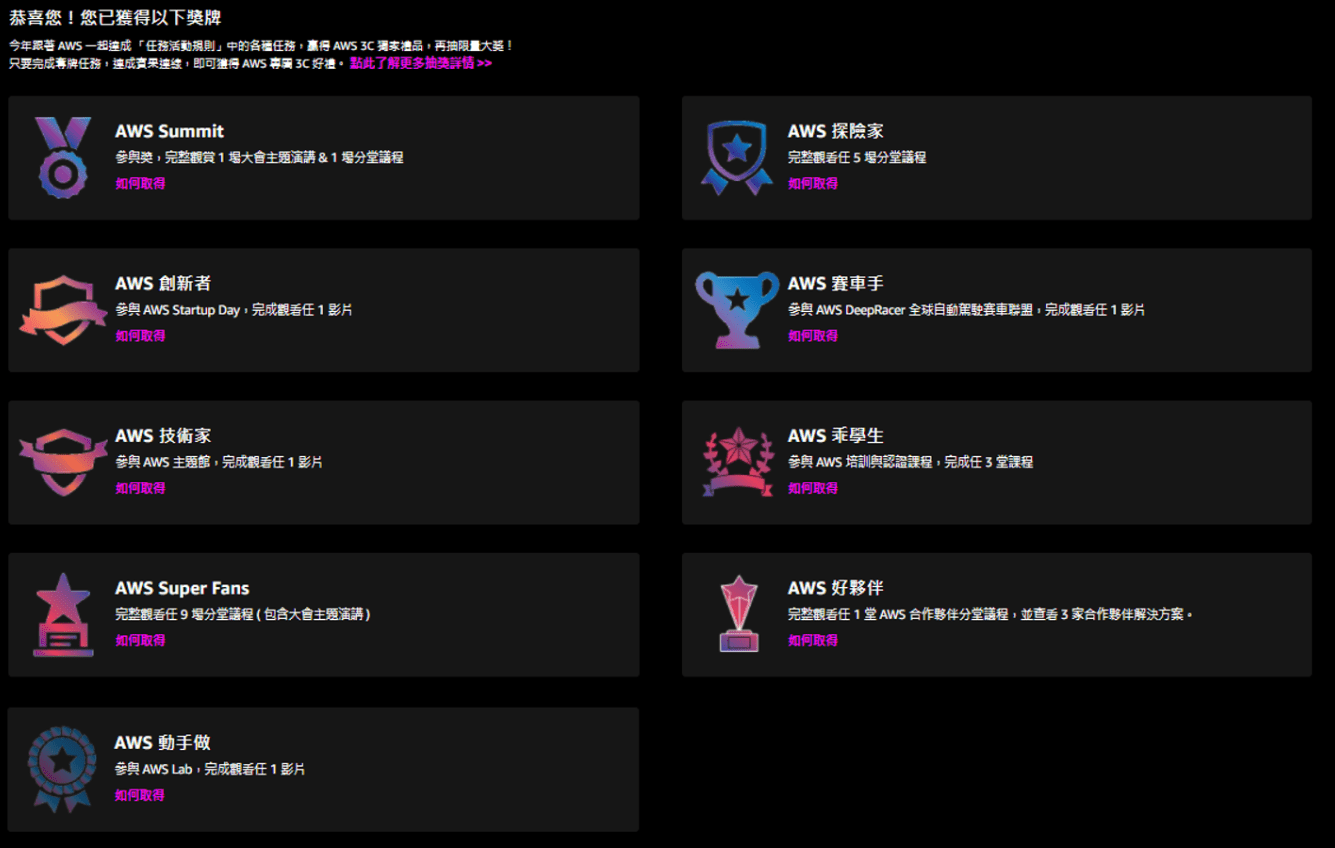 恭喜您！您已獲得以下獎牌
今年跟著 AWS 一起達成「任務活動規則」中的各種任務，贏得 AWS 3C 獨家禮品，再抽限量大獎！
只要完成奪牌任務，達成賓果連線，即可獲得 AWS 專屬 3C 好禮。 點此了解更多抽獎詳情 >>
AWS Summit
參與獎，完整觀賞 1 場大會主題演講 & 1 場分堂議程
如何取得
AWS 探險家
完整觀看任 5 場分堂議程
如何取得
AWS 創新者
參與 AWS Startup Day，完成觀看任 1 影片
如何取得
AWS 賽車手
參與 AWS DeepRacer 全球自動駕駛賽車聯盟，完成觀看任 1 影片
如何取得
AWS 技術家
參與 AWS 主題館，完成觀看任 1 影片
如何取得
AWS 乖學生
參與 AWS 培訓與認證課程，完成任 3 堂課程
如何取得
AWS Super Fans
完整觀看任 9 場分堂議程 ( 包含大會主題演講 )
如何取得
AWS 好夥伴
完整觀看任 1 堂 AWS 合作夥伴分堂議程，並查看 3 家合作夥伴解決方案。
如何取得
AWS 動手做
參與 AWS Lab，完成觀看任 1 影片
如何取得